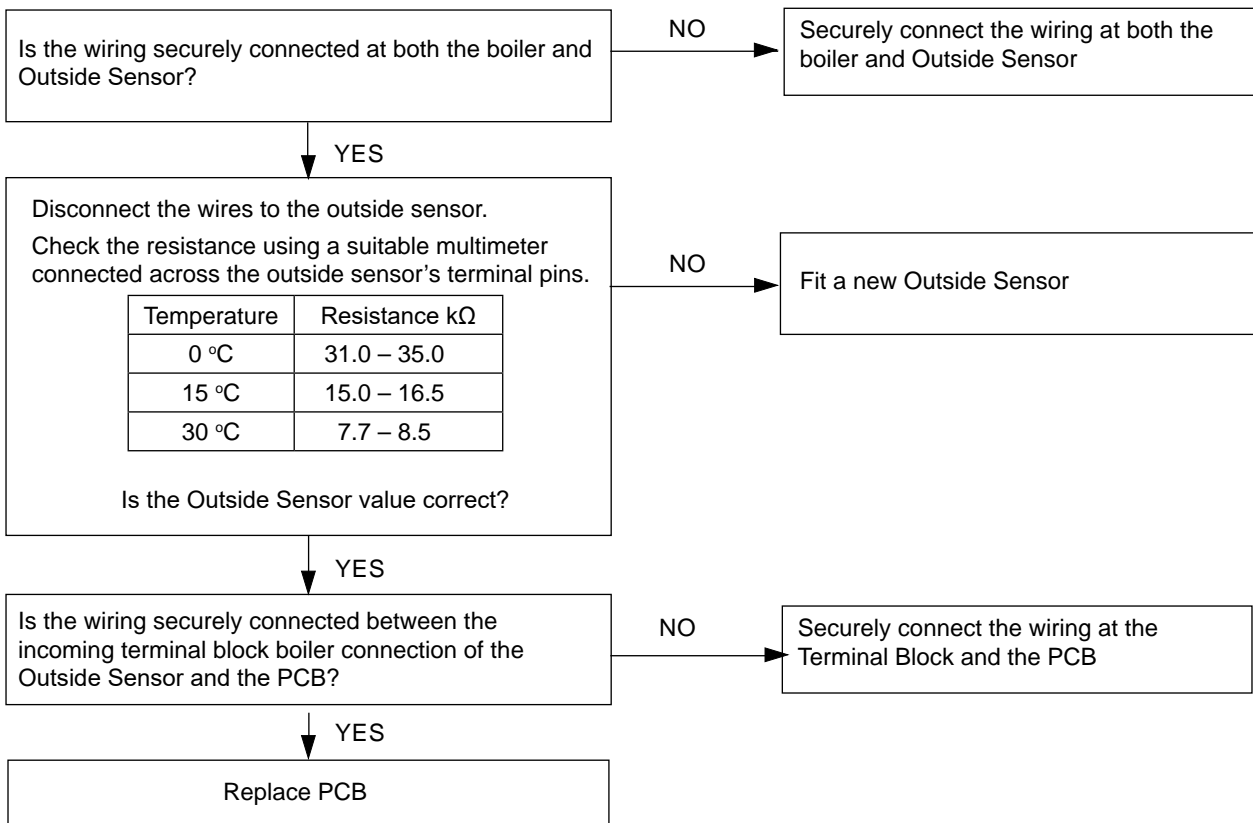 Is the wiring securely connected at both the boiler and
Outside Sensor?
NO
Securely connect the wiring at both the
boiler and Outside Sensor
YES
Disconnect the wires to the outside sensor.
Check the resistance using a suitable multimeter
connected across the outside sensor's terminal pins.
Temperature Resistance kΩ
0 °C 31.0 – 35.0
15 °C 15.0 – 16.5
30 °C 7.7 – 8.5
Is the Outside Sensor value correct?
NO
Fit a new Outside Sensor
YES
Is the wiring securely connected between the
incoming terminal block boiler connection of the
Outside Sensor and the PCB?
NO
Securely connect the wiring at the
Terminal Block and the PCB
YES
Replace PCB